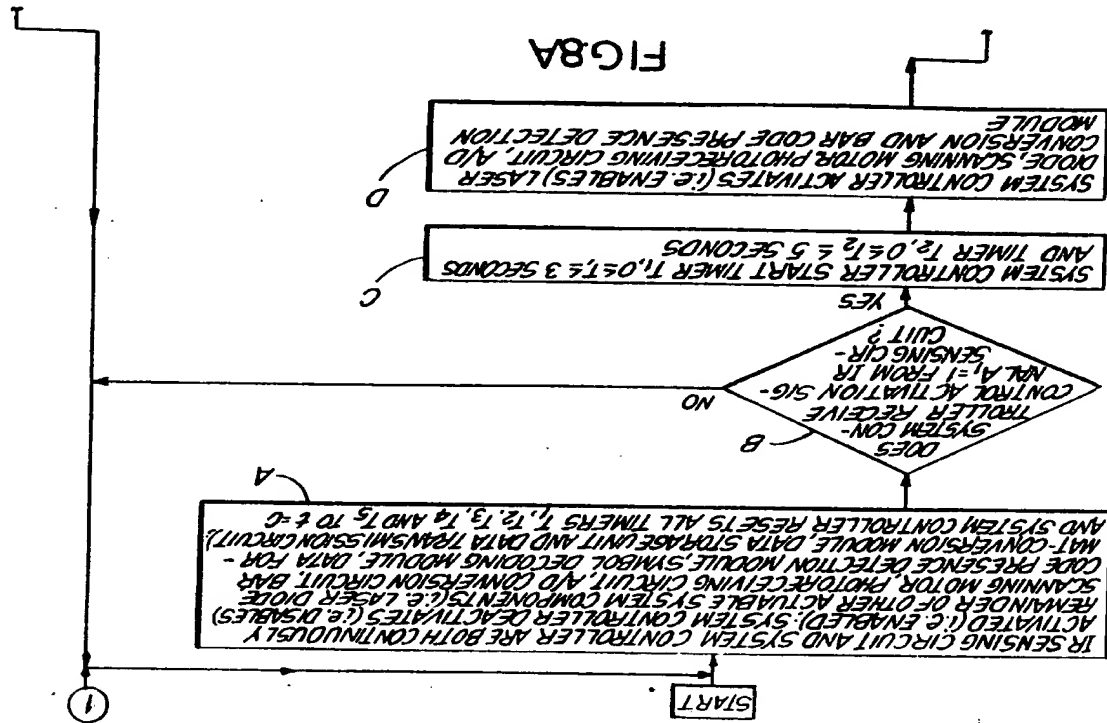 START
1
IR SENSING CIRCUIT AND SYSTEM CONTROLLER ARE BOTH CONTINUOUSLY
ACTIVATED (i.e. ENABLED); SYSTEM CONTROLLER DEACTIVATES (i.e. DISABLES)
REMAINDER OF OTHER ACTUABLE SYSTEM COMPONENTS (i.e. LASER DIODE
SCANNING MOTOR, PHOTORECEIVING CIRCUIT, A/D CONVERSION CIRCUIT, BAR
CODE PRESENCE DETECTION MODULE, SYMBOL DECODING MODULE, DATA FOR-
MAT-CONVERSION MODULE, DATA STORAGE UNIT AND DATA TRANSMISSION CIRCUIT),
AND SYSTEM CONTROLLER RESETS ALL TIMERS T1, T2, T3, T4 AND T5 TO t=0
A
DOES
SYSTEM CON-
TROLLER RECEIVE
CONTROL ACTIVATION SIG-
NAL A1=1 FROM IR
SENSING CIR-
CUIT?
B
NO
YES
SYSTEM CONTROLLER START TIMER T1, 0≤T1≤3 SECONDS
AND TIMER T2, 0≤T2≤5 SECONDS
C
SYSTEM CONTROLLER ACTIVATES (i.e. ENABLES) LASER
DIODE, SCANNING MOTOR, PHOTORECEIVING CIRCUIT, A/D
CONVERSION AND BAR CODE PRESENCE DETECTION
MODULE
D
FIG.8A